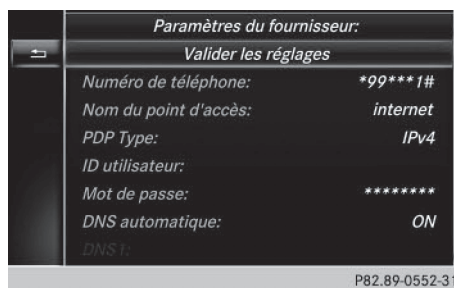 Paramètres du fournisseur:
Valider les réglages
Numéro de téléphone: *99***1#
Nom du point d'accès: internet
PDP Type: IPv4
ID utilisateur:
Mot de passe: ********
DNS automatique: ON
DNS1:
P82.89-0552-31